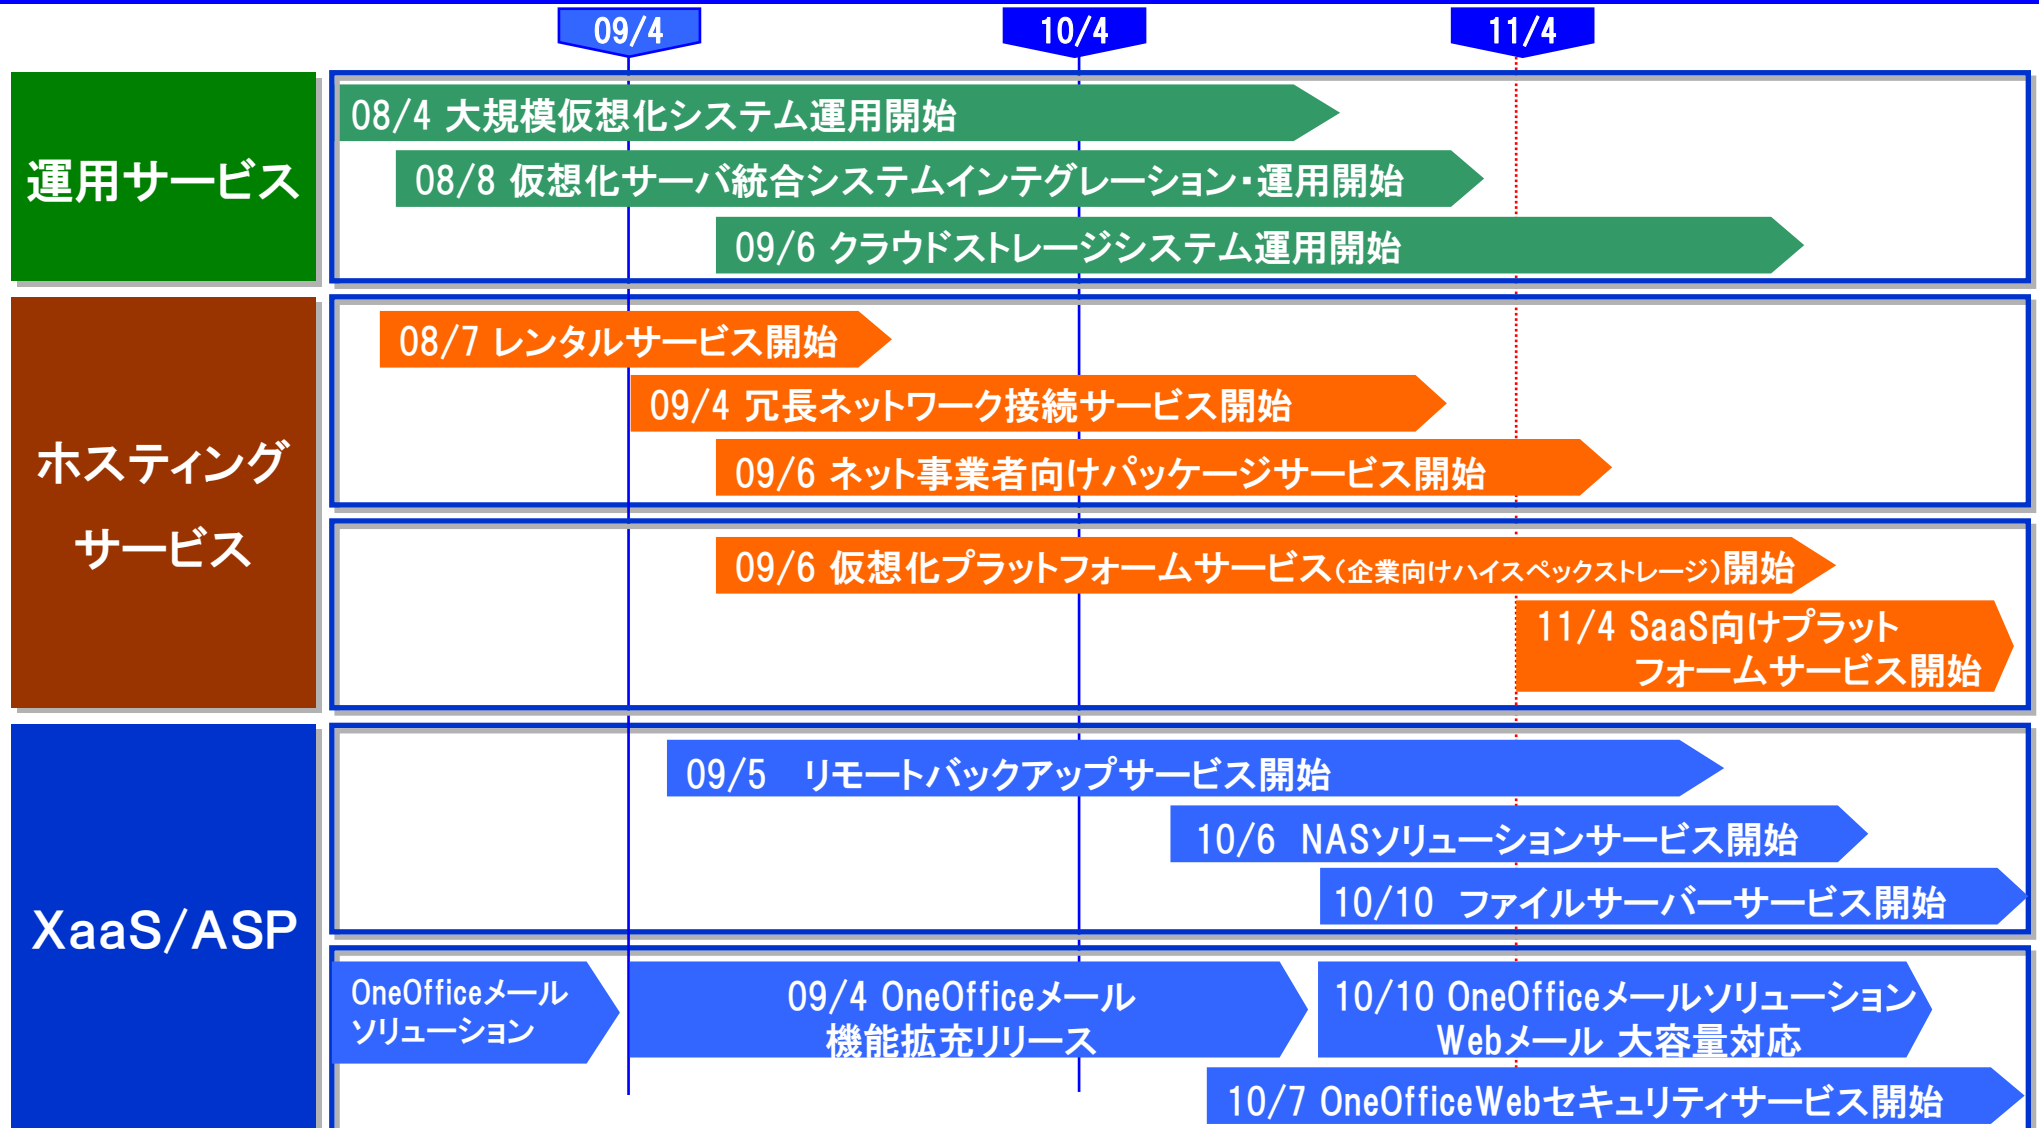 09/4
10/4
11/4
運用サービス
08/4 大規模仮想化システム運用開始
08/8 仮想化サーバ統合システムインテグレーション・運用開始
09/6 クラウドストレージシステム運用開始
ホスティング
サービス
08/7 レンタルサービス開始
09/4 冗長ネットワーク接続サービス開始
09/6 ネット事業者向けパッケージサービス開始
09/6 仮想化プラットフォームサービス(企業向けハイスペックストレージ)開始
11/4 SaaS向けプラット
フォームサービス開始
XaaS/ASP
09/5　リモートバックアップサービス開始
10/6 NASソリューションサービス開始
10/10 ファイルサーバーサービス開始
OneOfficeメール
ソリューション
09/4 OneOfficeメール
機能拡充リリース
10/10 OneOfficeメールソリューション
Webメール 大容量対応
10/7 OneOfficeWebセキュリティサービス開始